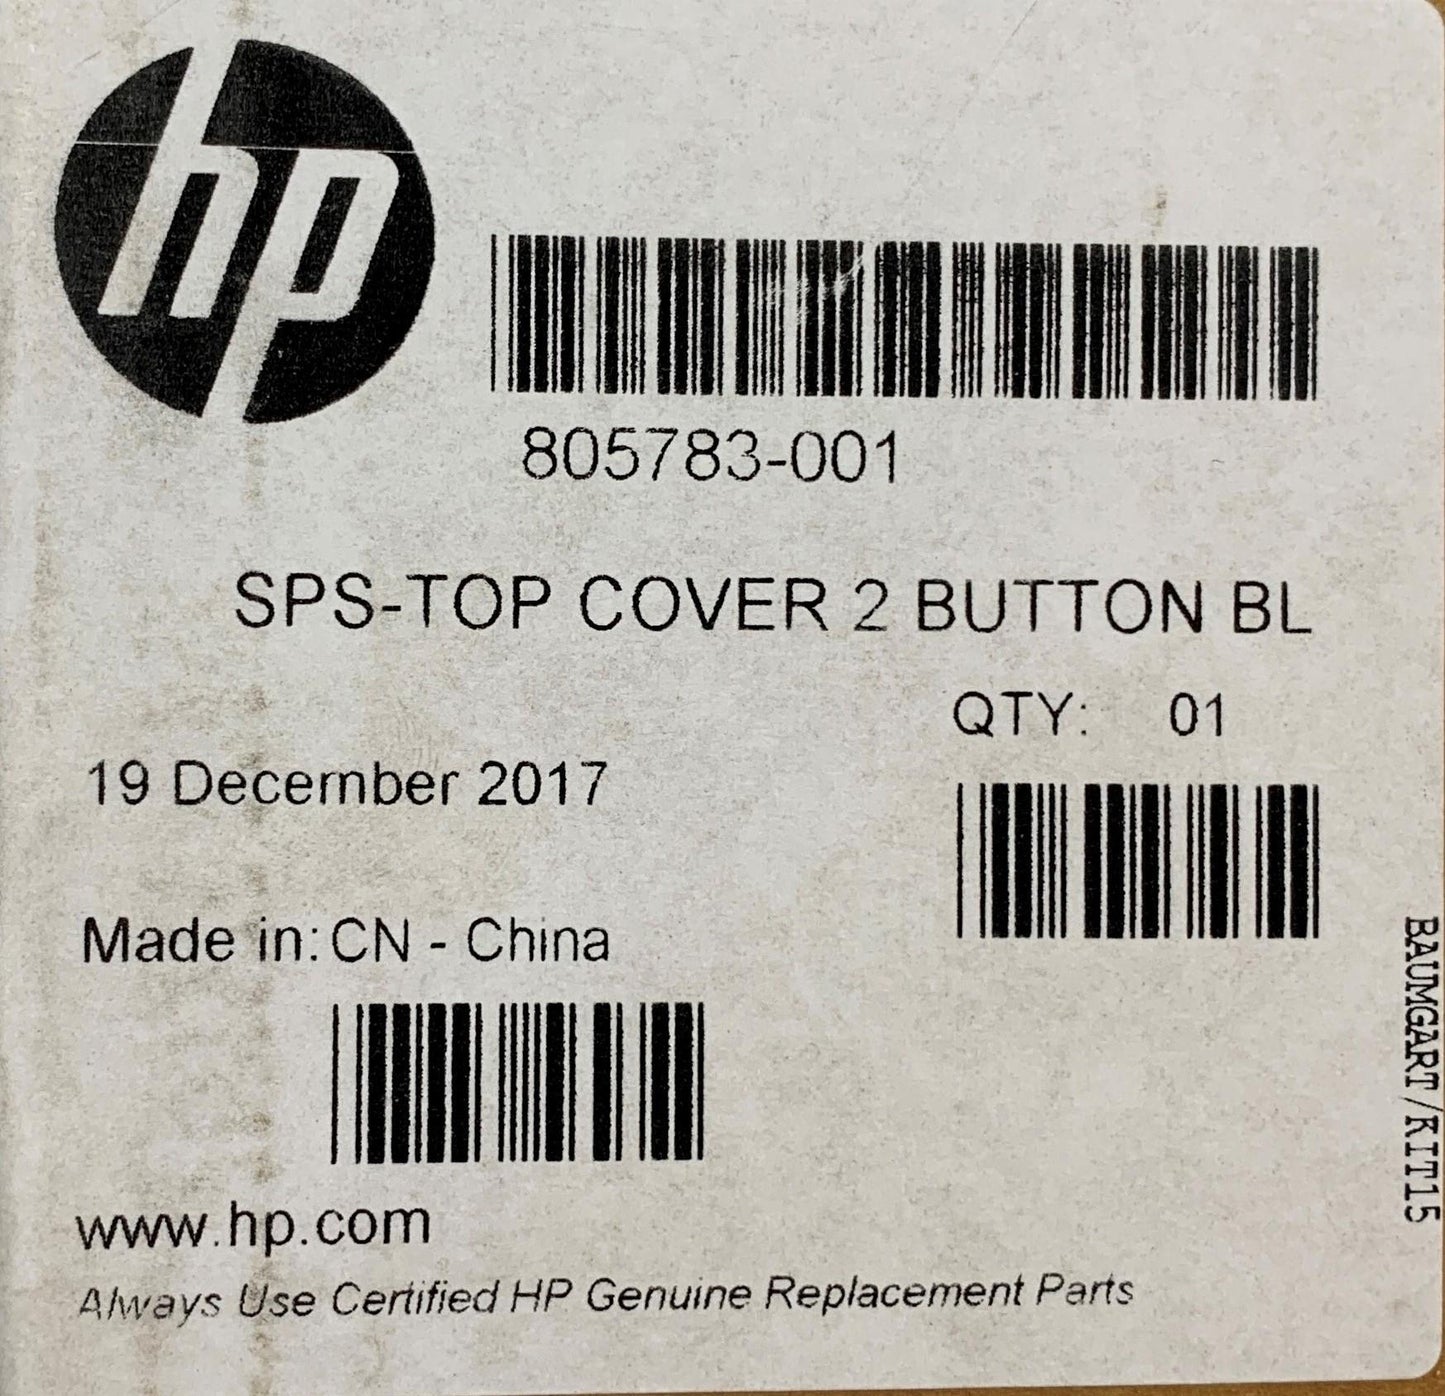 hp
805783-001
SPS-TOP COVER 2 BUTTON BL
QTY: 01
19 December 2017
Made in: CN - China
www.hp.com
Always Use Certified HP Genuine Replacement Parts
BAUMGART/KIT15